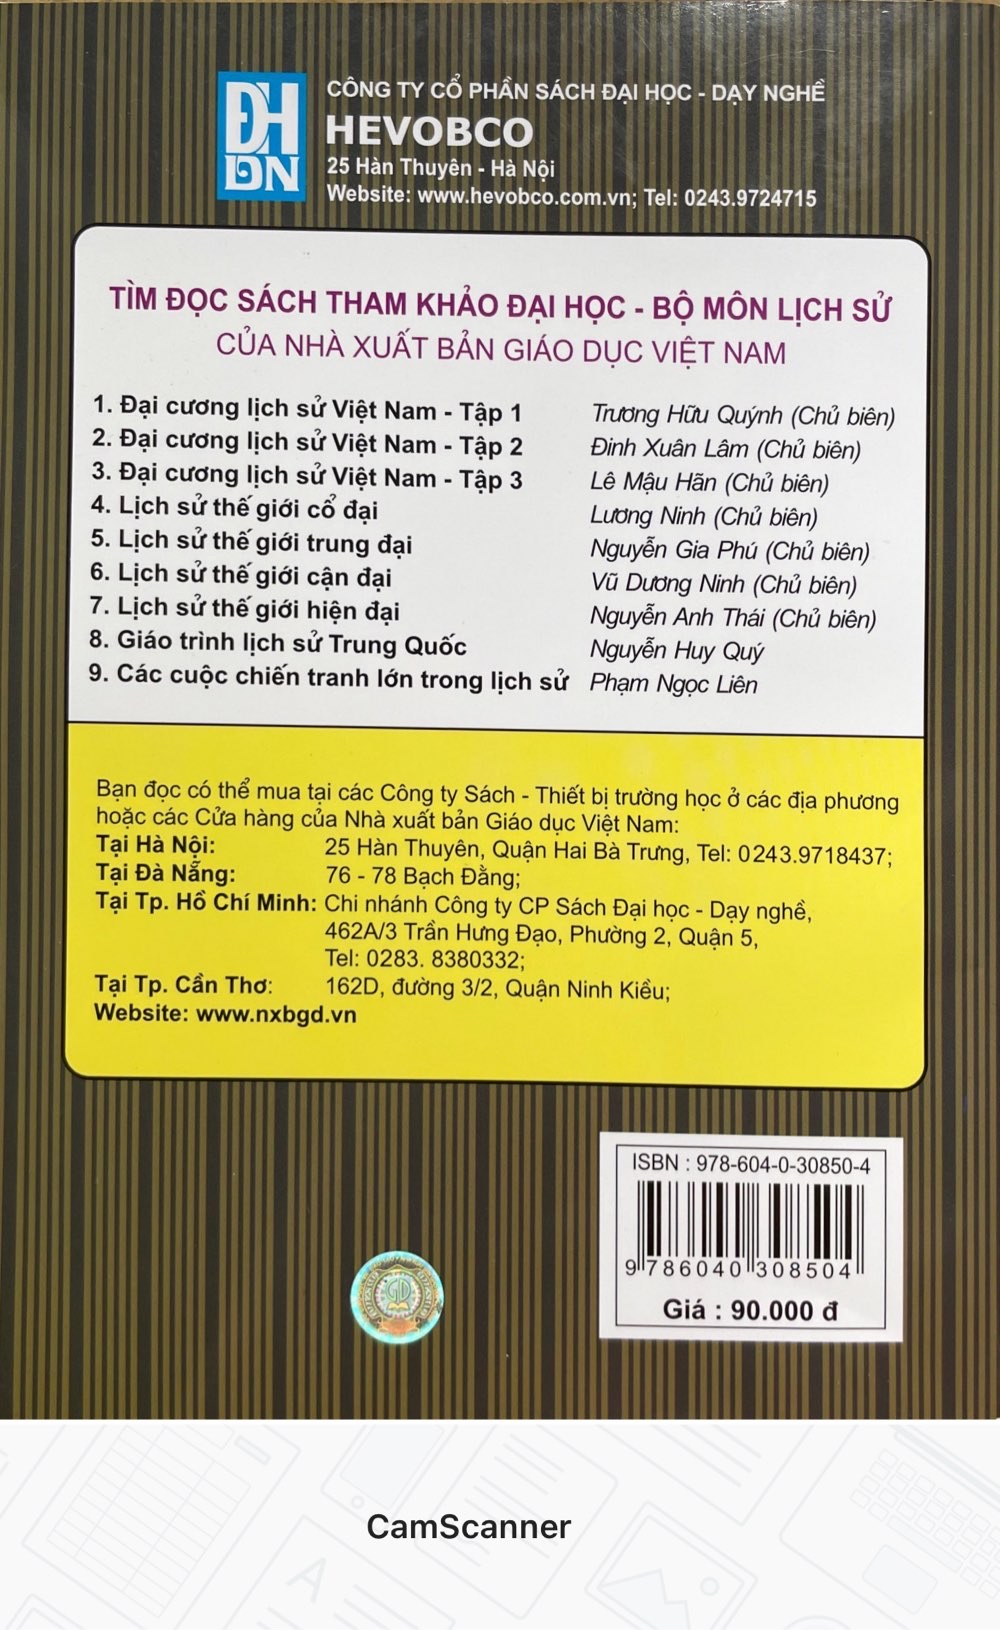 ĐH
DN
CÔNG TY CỔ PHẦN SÁCH ĐẠI HỌC - DẠY NGHỀ
HEVOBCO
25 Hàn Thuyên - Hà Nội
Website: www.hevobco.com.vn; Tel: 0243.9724715
TÌM ĐỌC SÁCH THAM KHẢO ĐẠI HỌC - BỘ MÔN LỊCH SỬ
CỦA NHÀ XUẤT BẢN GIÁO DỤC VIỆT NAM
1. Đại cương lịch sử Việt Nam - Tập 1 Trương Hữu Quýnh (Chủ biên)
2. Đại cương lịch sử Việt Nam - Tập 2 Đinh Xuân Lâm (Chủ biên)
3. Đại cương lịch sử Việt Nam - Tập 3 Lê Mậu Hãn (Chủ biên)
4. Lịch sử thế giới cổ đại Lương Ninh (Chủ biên)
5. Lịch sử thế giới trung đại Nguyễn Gia Phú (Chủ biên)
6. Lịch sử thế giới cận đại Vũ Dương Ninh (Chủ biên)
7. Lịch sử thế giới hiện đại Nguyễn Anh Thái (Chủ biên)
8. Giáo trình lịch sử Trung Quốc Nguyễn Huy Quý
9. Các cuộc chiến tranh lớn trong lịch sử Phạm Ngọc Liên
Bạn đọc có thể mua tại các Công ty Sách - Thiết bị trường học ở các địa phương
hoặc các Cửa hàng của Nhà xuất bản Giáo dục Việt Nam:
Tại Hà Nội: 25 Hàn Thuyên, Quận Hai Bà Trưng, Tel: 0243.9718437;
Tại Đà Nẵng: 76 - 78 Bạch Đằng;
Tại Tp. Hồ Chí Minh: Chi nhánh Công ty CP Sách Đại học - Dạy nghề,
462A/3 Trần Hưng Đạo, Phường 2, Quận 5,
Tel: 0283. 8380332;
Tại Tp. Cần Thơ: 162D, đường 3/2, Quận Ninh Kiều;
Website: www.nxbgd.vn
ISBN : 978-604-0-30850-4
9 786040 308504
Giá : 90.000 đ
GD
CamScanner